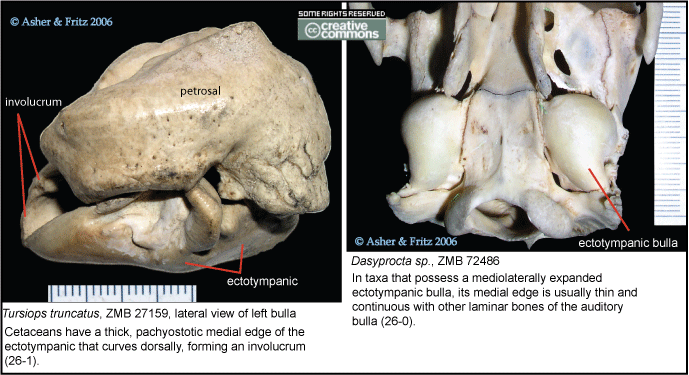 © Asher & Fritz 2006
SOME RIGHTS RESERVED
cc creative
commons
petrosal
involucrum
ectotympanic
Tursiops truncatus, ZMB 27159, lateral view of left bulla
Cetaceans have a thick, pachyostotic medial edge of the
ectotympanic that curves dorsally, forming an involucrum
(26-1).
ectotympanic bulla
© Asher & Fritz 2006
Dasyprocta sp., ZMB 72486
In taxa that possess a mediolaterally expanded
ectotympanic bulla, its medial edge is usually thin and
continuous with other laminar bones of the auditory
bulla (26-0).